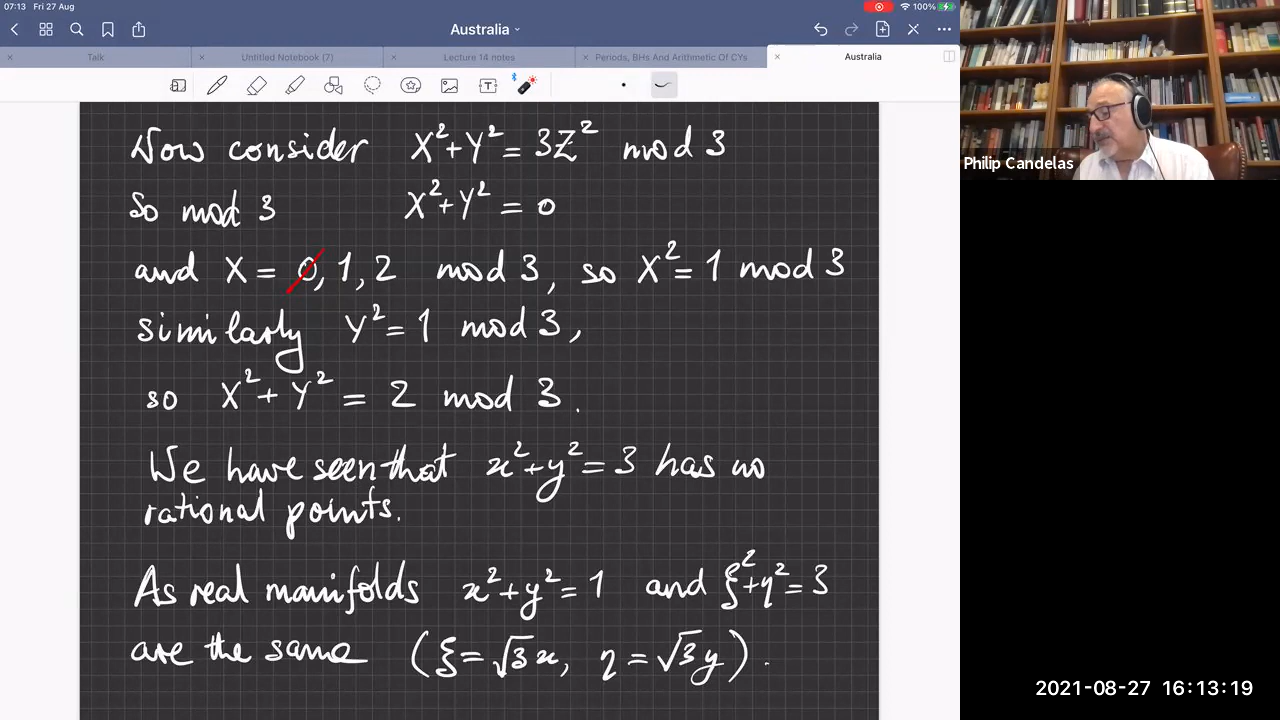 07:13 Fri 27 Aug
100%
Australia
Talk
Untitled Notebook (7)
Lecture 14 notes
Periods, BHs And Arithmetic Of CYs
Australia
Now consider X²+Y² = 3Z² mod 3
So mod 3 X²+Y² = 0
and X = 0, 1, 2 mod 3, so X² = 1 mod 3
similarly Y² = 1 mod 3,
so X² + Y² = 2 mod 3.
We have seen that x²+y² = 3 has no
rational points.
As real manifolds x²+y² = 1 and ξ²+η² = 3
are the same (ξ = √3x, η = √3y).
Philip Candelas
2021-08-27 16:13:19